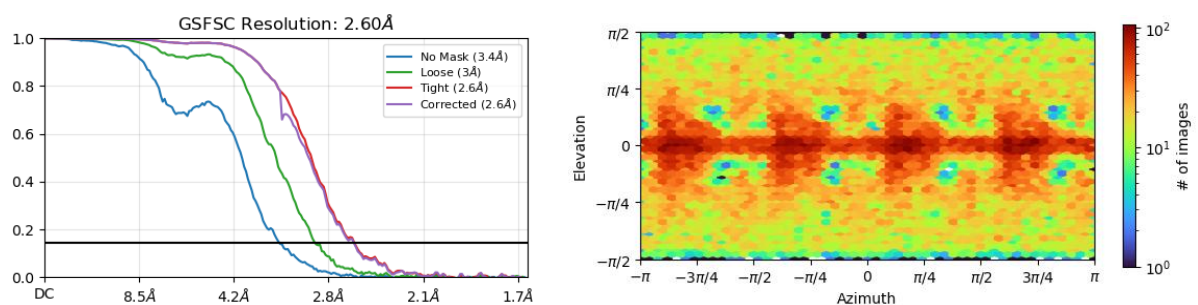 GSFSC Resolution: 2.60Å
1.0
0.8
0.6
0.4
0.2
0.0
DC
8.5Å
4.2Å
2.8Å
2.1Å
1.7Å
No Mask (3.4Å)
Loose (3Å)
Tight (2.6Å)
Corrected (2.6Å)
Elevation
π/2
π/4
0
−π/4
−π/2
−π
−3π/4
−π/2
−π/4
0
π/4
π/2
3π/4
π
Azimuth
10²
10¹
10⁰
# of images